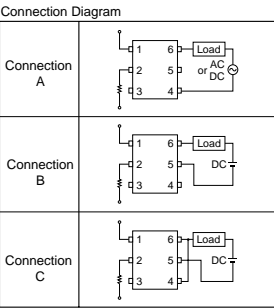 Connection Diagram
Connection
A
1 6 Load
2 5 or AC
DC
3 4
Connection
B
1 6 Load
2 5 DC
3 4
Connection
C
1 6 Load
2 5 DC
3 4